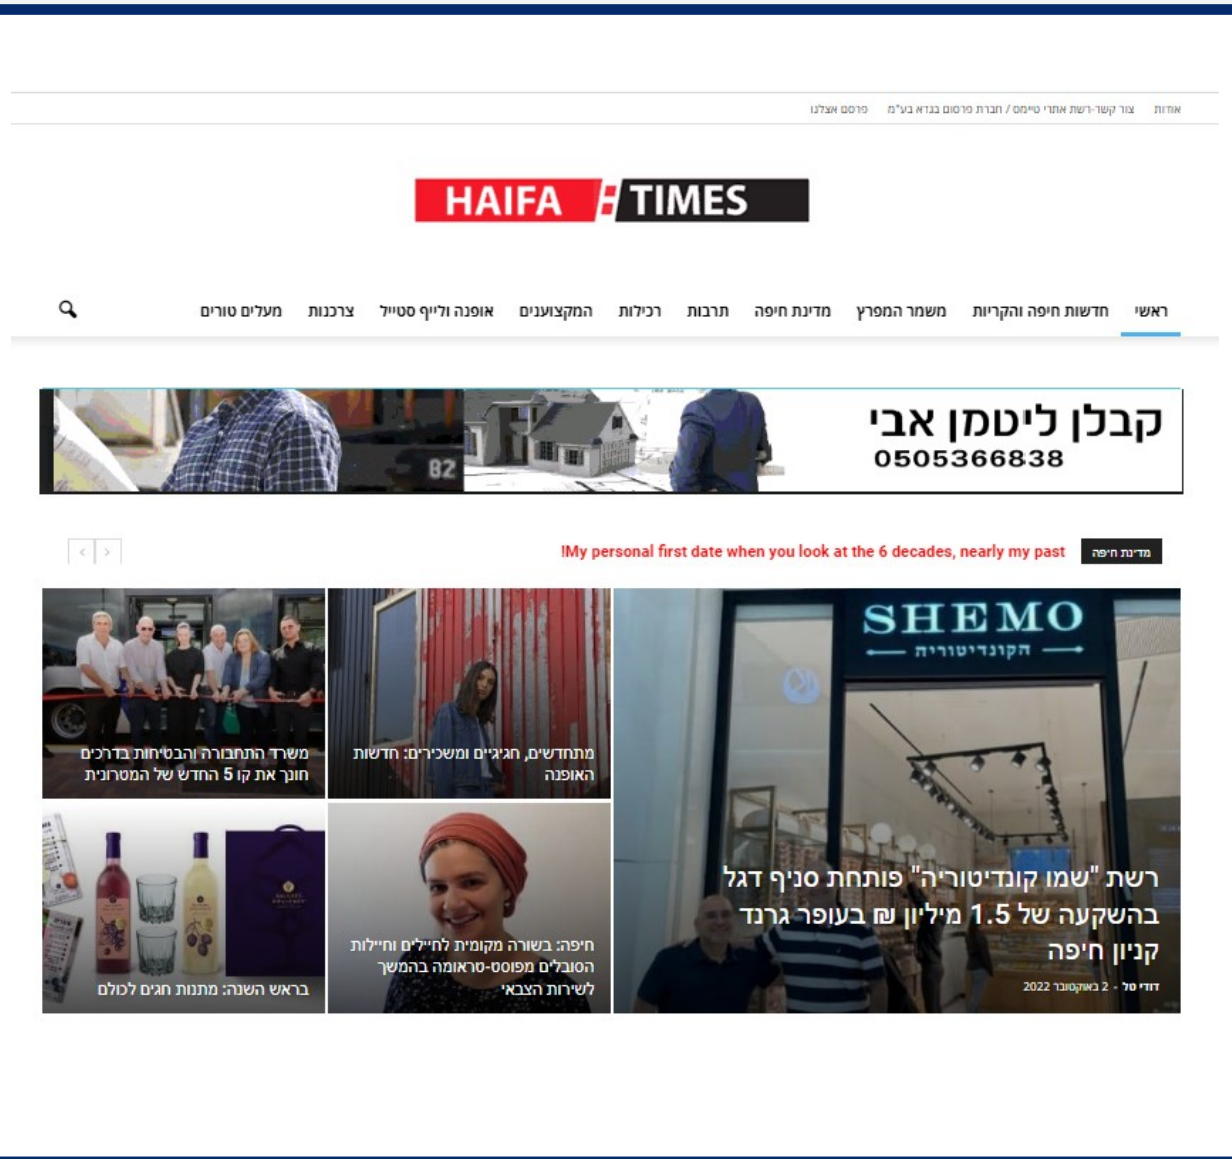 אודות צור קשר-רשת אתרי טיימס / חברת פרסום בגדא בע"מ פרסם אצלנו
HAIFA TIMES
ראשי חדשות חיפה והקריות משמר המפרץ מדינת חיפה תרבות רכילות המקצוענים אופנה ולייף סטייל צרכנות מעלים טורים
קבלן ליטמן אבי
0505366838
82
מדינת חיפה !My personal first date when you look at the 6 decades, nearly my past
SHEMO
הקונדיטוריה
רשת "שמו קונדיטוריה" פותחת סניף דגל
בהשקעה של 1.5 מיליון ₪ בעופר גרנד
קניון חיפה
דודי טל - 2 באוקטובר 2022
מתחדשים, חגיגיים ומשכירים: חדשות
האופנה
משרד התחבורה והבטיחות בדרכים
חונך את קו 5 החדש של המטרונית
חיפה: בשורה מקומית לחיילים וחיילות
הסובלים מפוסט-טראומה בהמשך
לשירות הצבאי
בראש השנה: מתנות חגים לכולם